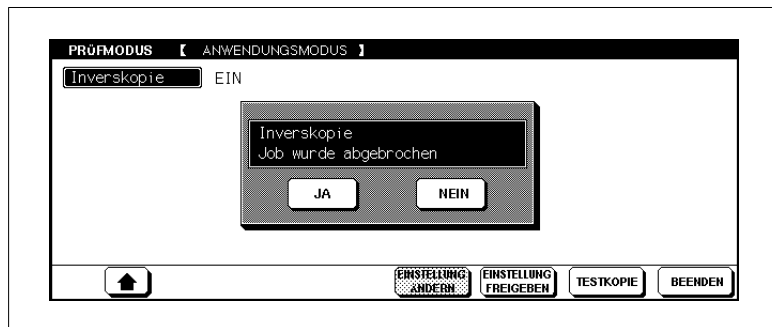 PRÜFMODUS 【 ANWENDUNGSMODUS 】
Inverskopie EIN
Inverskopie
Job wurde abgebrochen
JA NEIN
EINSTELLUNG ÄNDERN
EINSTELLUNG FREIGEBEN
TESTKOPIE
BEENDEN